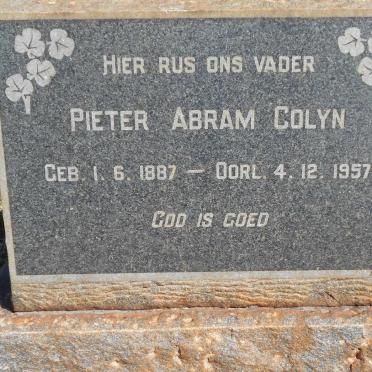 HIER RUS ONS VADER
PIETER ABRAM COLYN
GEB. 1. 6. 1887 — OORL. 4. 12. 1957
GOD IS GOED